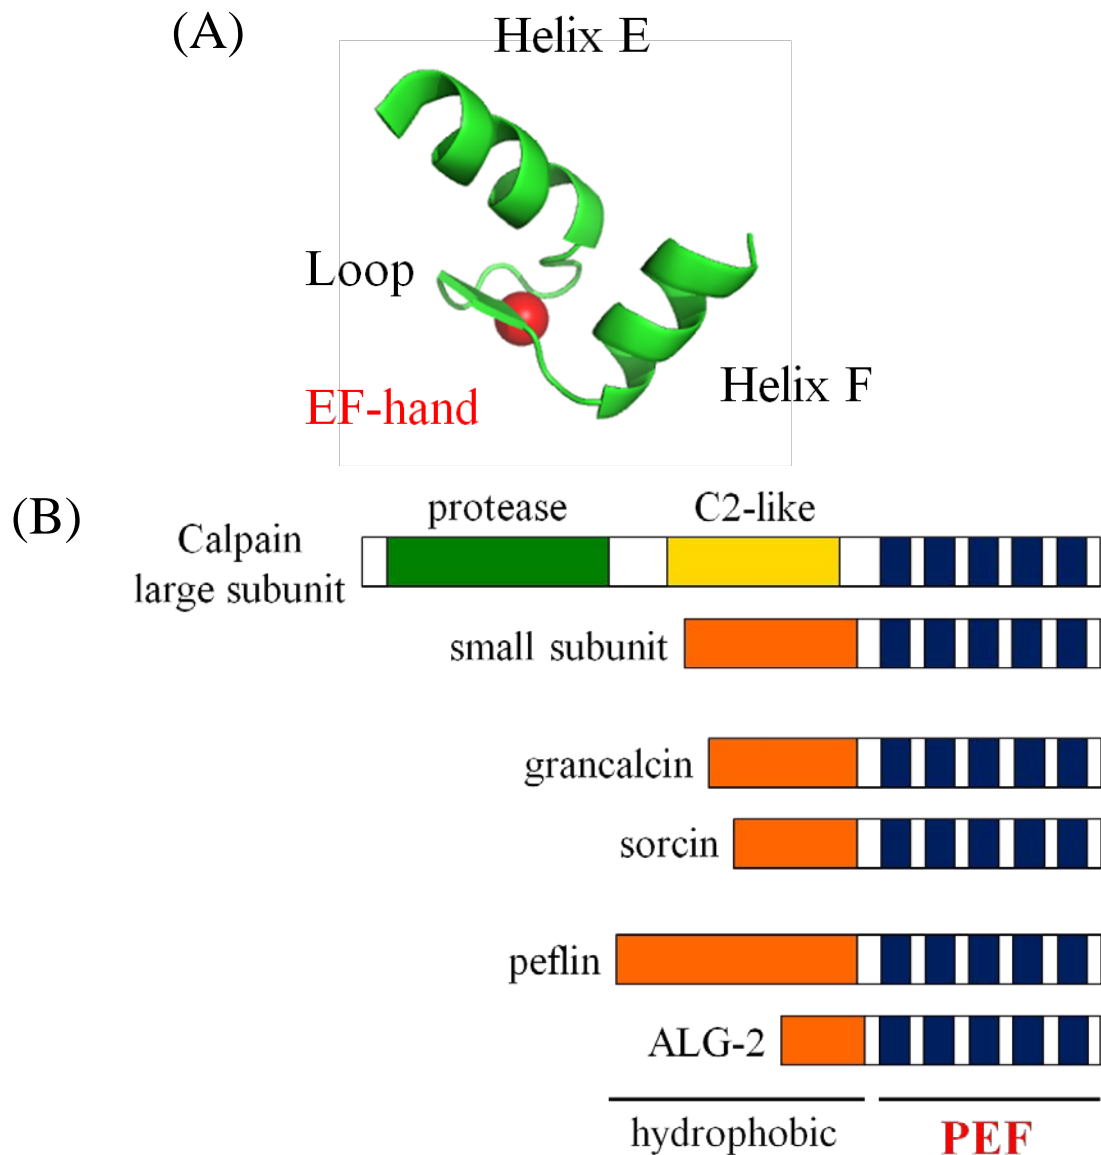 (A)
Helix E
Loop
EF-hand
Helix F
(B)
protease
C2-like
Calpain
large subunit
small subunit
grancalcin
sorcin
peflin
ALG-2
hydrophobic
PEF